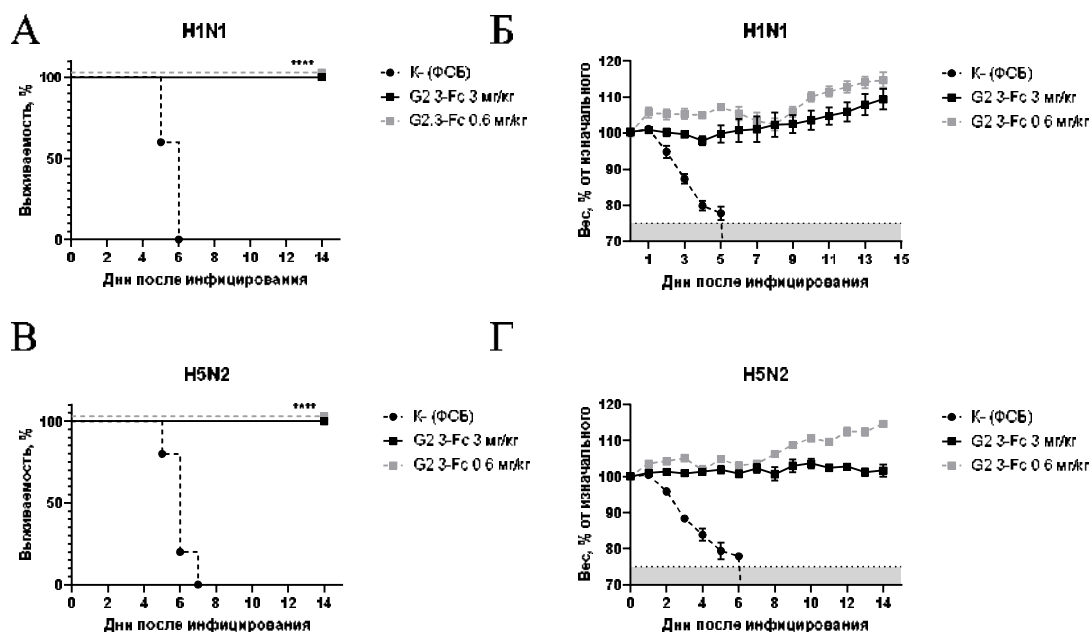 А
H1N1
Выживаемость, %
100
50
0
0 2 4 6 8 10 12 14
Дни после инфицирования
****
К- (ФСБ)
G2 3-Fc 3 мг/кг
G2.3-Fc 0.6 мг/кг
Б
H1N1
Вес, % от изначального
120
110
100
90
80
70
1 3 5 7 9 11 13 15
Дни после инфицирования
К- (ФСБ)
G2 3-Fc 3 мг/кг
G2 3-Fc 0 6 мг/кг
В
H5N2
Выживаемость, %
100
50
0
0 2 4 6 8 10 12 14
Дни после инфицирования
****
К- (ФСБ)
G2 3-Fc 3 мг/кг
G2 3-Fc 0 6 мг/кг
Г
H5N2
Вес, % от изначального
120
110
100
90
80
70
0 2 4 6 8 10 12 14
Дни после инфицирования
К- (ФСБ)
G2 3-Fc 3 мг/кг
G2 3-Fc 0 6 мг/кг